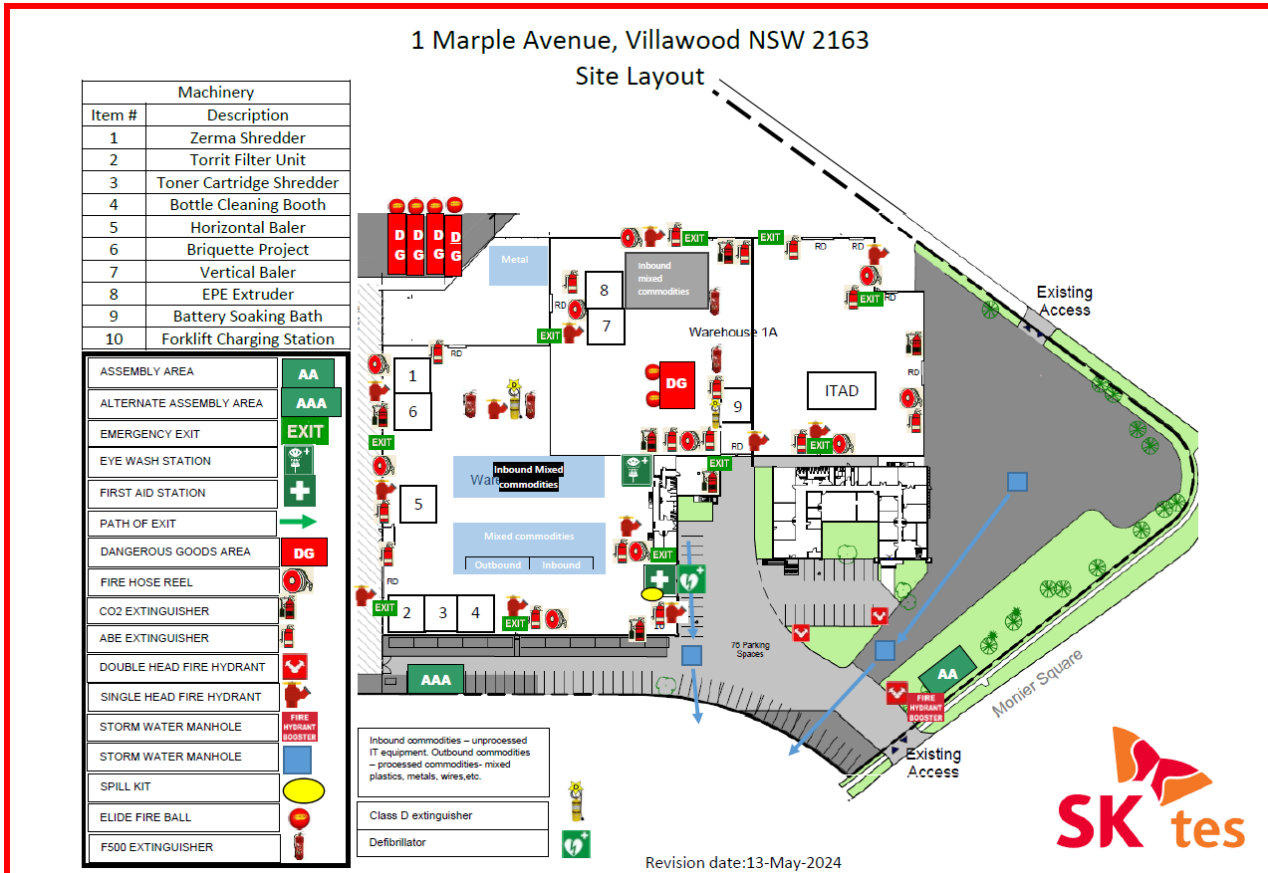 1 Marple Avenue, Villawood NSW 2163
Site Layout
Machinery
Item # Description
1 Zerma Shredder
2 Torrit Filter Unit
3 Toner Cartridge Shredder
4 Bottle Cleaning Booth
5 Horizontal Baler
6 Briquette Project
7 Vertical Baler
8 EPE Extruder
9 Battery Soaking Bath
10 Forklift Charging Station
ASSEMBLY AREA AA
ALTERNATE ASSEMBLY AREA AAA
EMERGENCY EXIT EXIT
EYE WASH STATION
FIRST AID STATION
PATH OF EXIT
DANGEROUS GOODS AREA DG
FIRE HOSE REEL
CO2 EXTINGUISHER
ABE EXTINGUISHER
DOUBLE HEAD FIRE HYDRANT
SINGLE HEAD FIRE HYDRANT
STORM WATER MANHOLE FIRE HYDRANT BOOSTER
STORM WATER MANHOLE
SPILL KIT
ELIDE FIRE BALL
F500 EXTINGUISHER
DG DG DG DG
Metal
EXIT
EXIT
RD
RD
Inbound
mixed
commodities
8
RD
RD
EXIT
7
EXIT
Warehouse 1A
Existing
Access
RD
1
DG
RD
6
9
ITAD
EXIT
RD
EXIT
EXIT
Inbound Mixed
commodities
Ware
5
Mixed commodities
Outbound Inbound
EXIT
RD
EXIT
2 3 4
EXIT
10
75 Parking
Spaces
AAA
AA
Monier Square
FIRE
HYDRANT
BOOSTER
Existing
Access
Inbound commodities – unprocessed
IT equipment. Outbound commodities
– processed commodities- mixed
plastics, metals, wires,etc.
Class D extinguisher
Defibrillator
Revision date:13-May-2024
SK tes